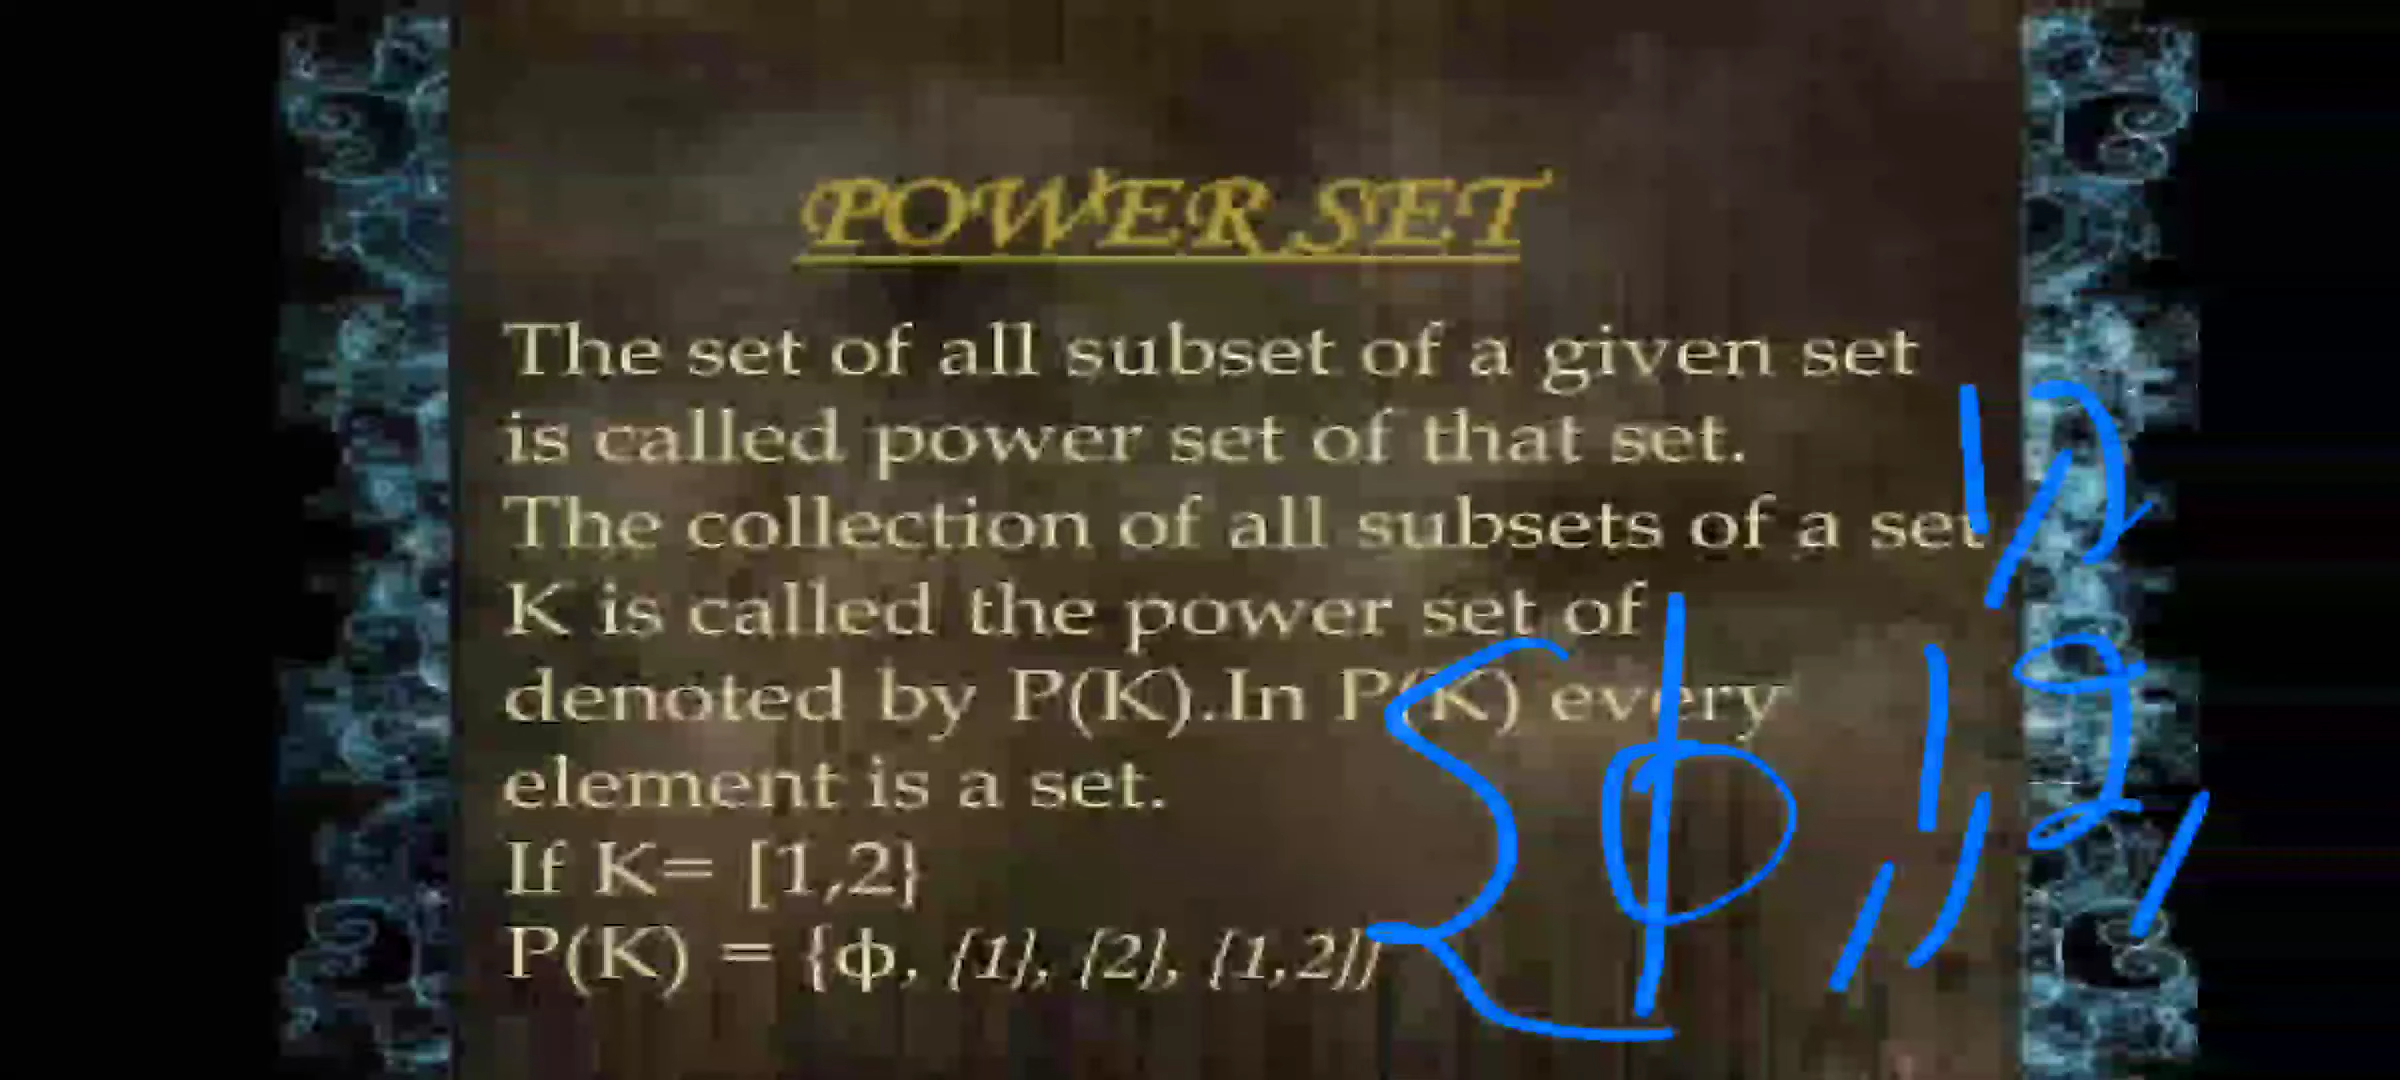 POWER SET
The set of all subset of a given set
is called power set of that set.
The collection of all subsets of a set
K is called the power set of
denoted by P(K).In P(K) every
element is a set.
If K= [1,2}
P(K) = {ϕ, {1}, {2}, {1,2}}
1,2
{ϕ, 1, 2,